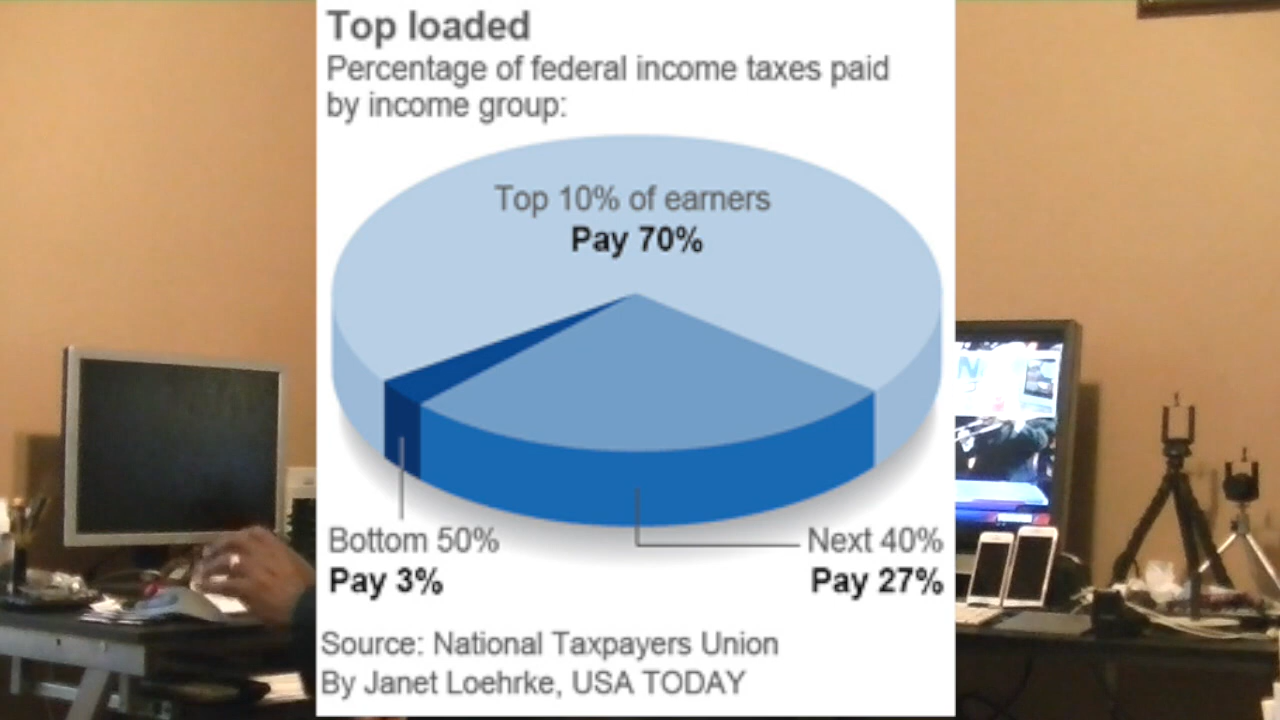 Top loaded
Percentage of federal income taxes paid
by income group:
Top 10% of earners
Pay 70%
Bottom 50%
Pay 3%
Next 40%
Pay 27%
Source: National Taxpayers Union
By Janet Loehrke, USA TODAY